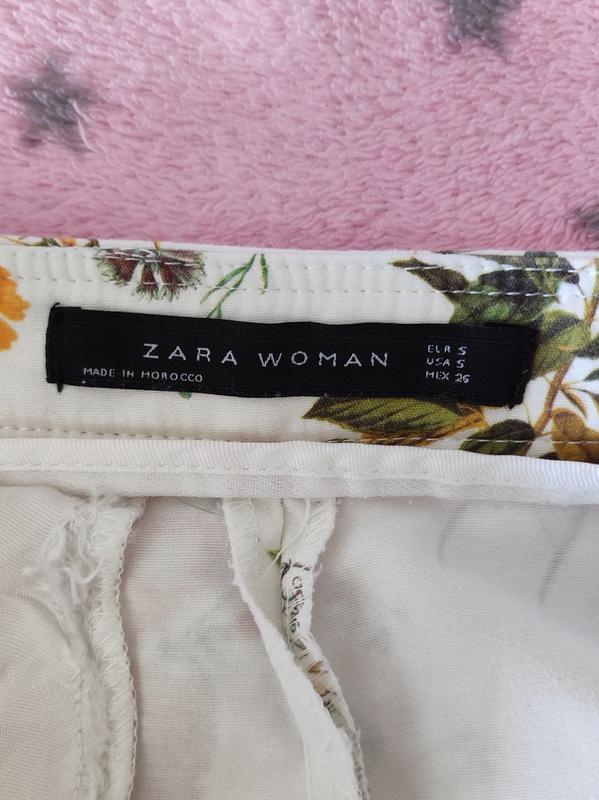 ZARA WOMAN
MADE IN MOROCCO
EUR S
USA S
MEX 26